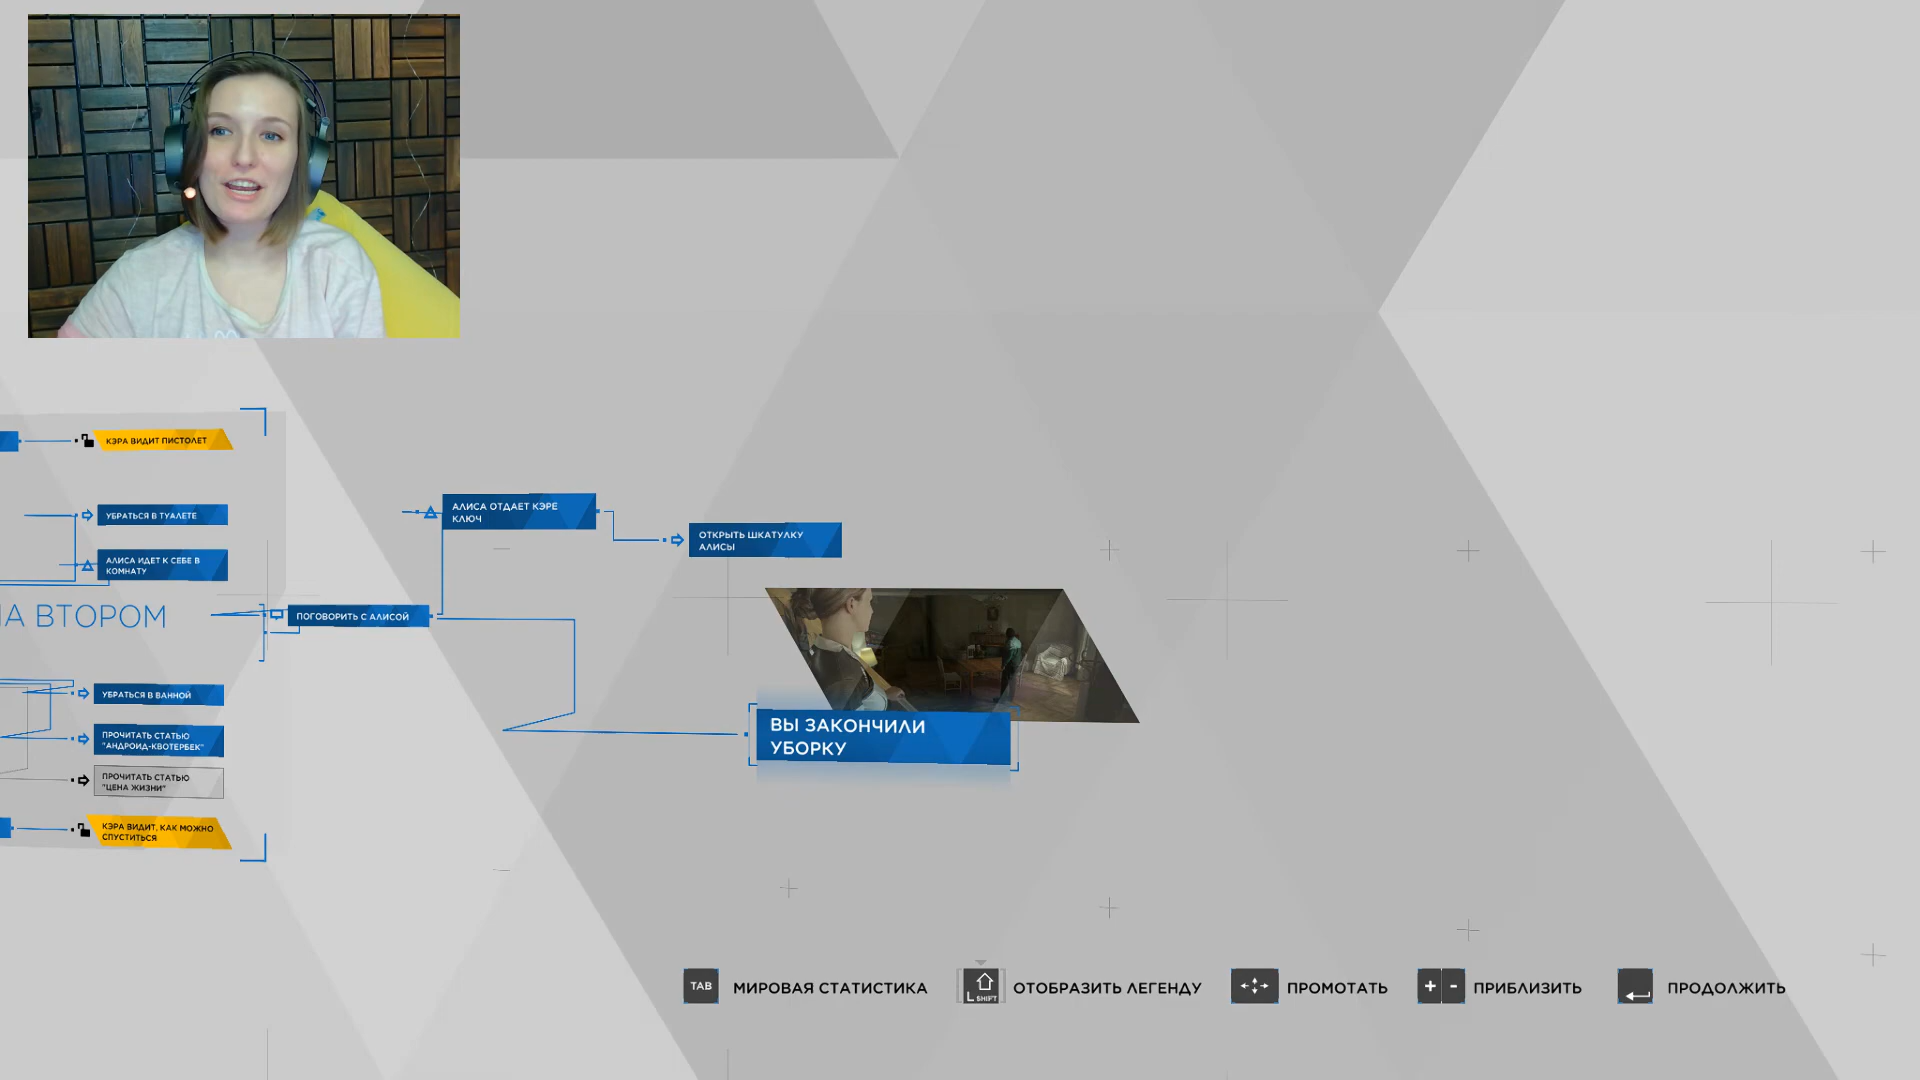 КЭРА ВИДИТ ПИСТОЛЕТ
УБРАТЬСЯ В ТУАЛЕТЕ
АЛИСА ИДЕТ К СЕБЕ В
КОМНАТУ
НА ВТОРОМ
УБРАТЬСЯ В ВАННОЙ
ПРОЧИТАТЬ СТАТЬЮ
"АНДРОИД-КВОТЕРБЕК"
ПРОЧИТАТЬ СТАТЬЮ
"ЦЕНА ЖИЗНИ"
КЭРА ВИДИТ, КАК МОЖНО
СПУСТИТЬСЯ
ПОГОВОРИТЬ С АЛИСОЙ
АЛИСА ОТДАЕТ КЭРЕ
КЛЮЧ
ОТКРЫТЬ ШКАТУЛКУ
АЛИСЫ
ВЫ ЗАКОНЧИЛИ
УБОРКУ
TAB МИРОВАЯ СТАТИСТИКА
L SHIFT ОТОБРАЗИТЬ ЛЕГЕНДУ
ПРОМОТАТЬ
+ - ПРИБЛИЗИТЬ
ПРОДОЛЖИТЬ